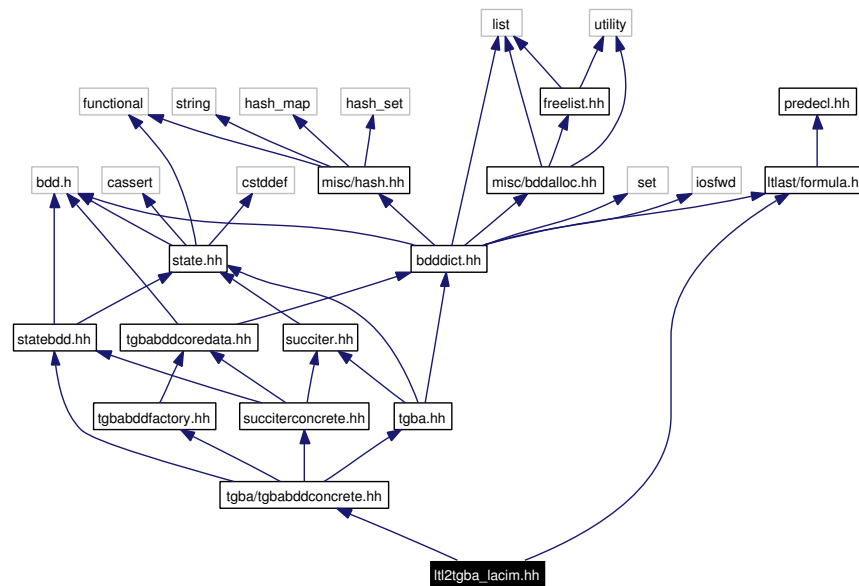 list
utility
functional
string
hash_map
hash_set
freelist.hh
predecl.hh
bdd.h
cassert
cstddef
misc/hash.hh
misc/bddalloc.hh
set
iosfwd
ltlast/formula.h
state.hh
bdddict.hh
statebdd.hh
tgbabddcoredata.hh
succiter.hh
tgbabddfactory.hh
succiterconcrete.hh
tgba.hh
tgba/tgbabddconcrete.hh
ltl2tgba_lacim.hh